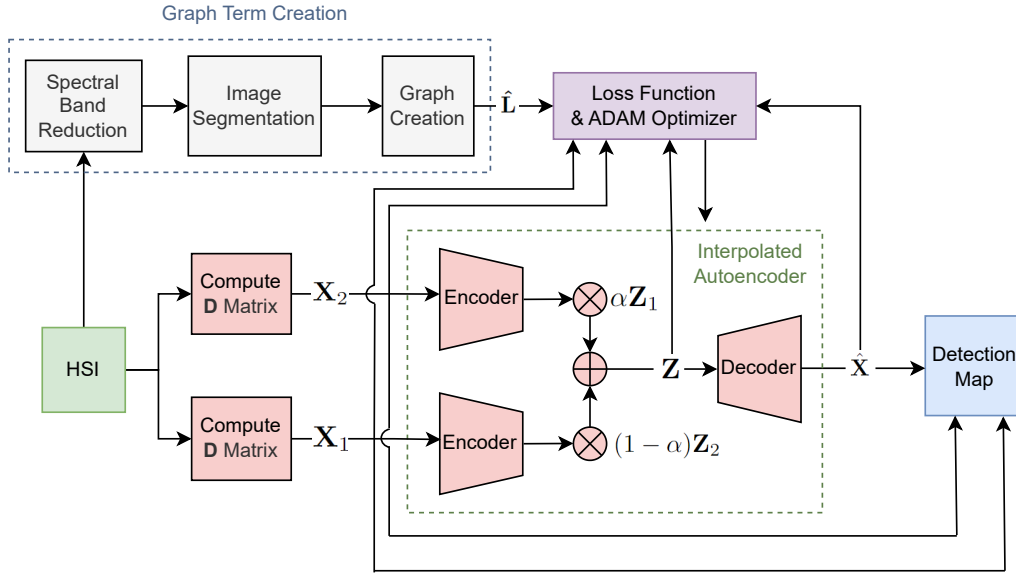 Graph Term Creation
Spectral
Band
Reduction
Image
Segmentation
Graph
Creation
L̂
Loss Function
& ADAM Optimizer
Interpolated
Autoencoder
Compute
D Matrix
X₂
Encoder
αZ₁
HSI
Z
Decoder
X̂
Detection
Map
Compute
D Matrix
X₁
Encoder
(1 − α)Z₂